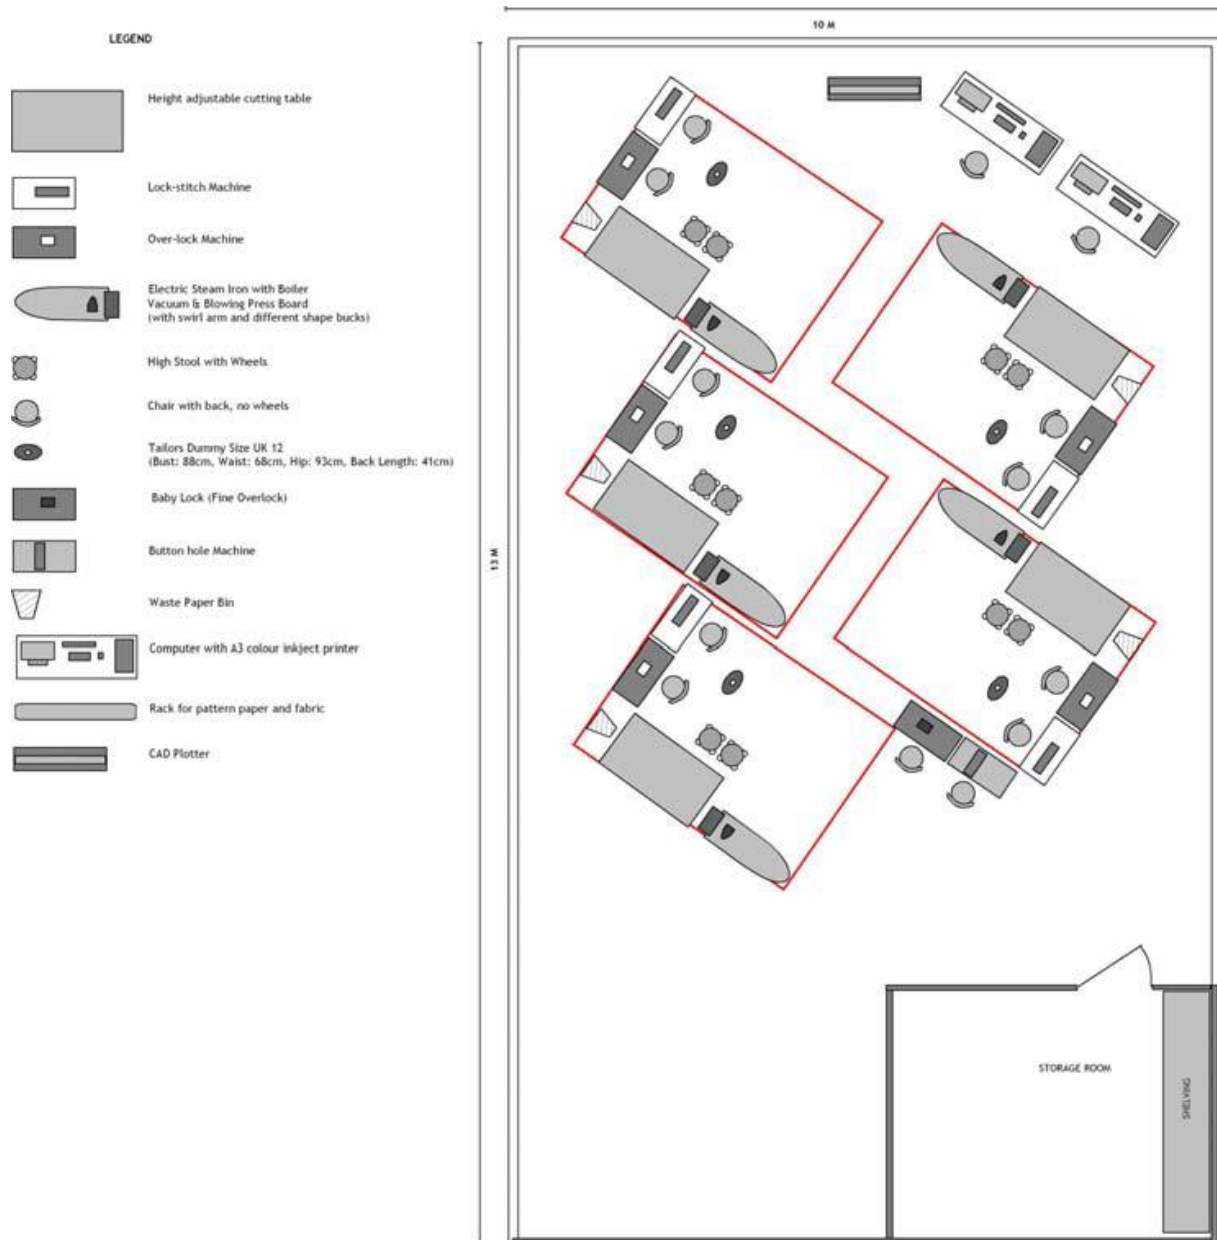 LEGEND
Height adjustable cutting table
Lock-stitch Machine
Over-lock Machine
Electric Steam Iron with Boiler
Vacuum & Blowing Press Board
(with swirl arm and different shape bucks)
High Stool with Wheels
Chair with back, no wheels
Tailors Dummy Size UK 12
(Bust: 88cm, Waist: 68cm, Hip: 93cm, Back Length: 41cm)
Baby Lock (Fine Overlock)
Button hole Machine
Waste Paper Bin
Computer with A3 colour inkject printer
Rack for pattern paper and fabric
CAD Plotter
10 M
13 M
STORAGE ROOM
SHELVING